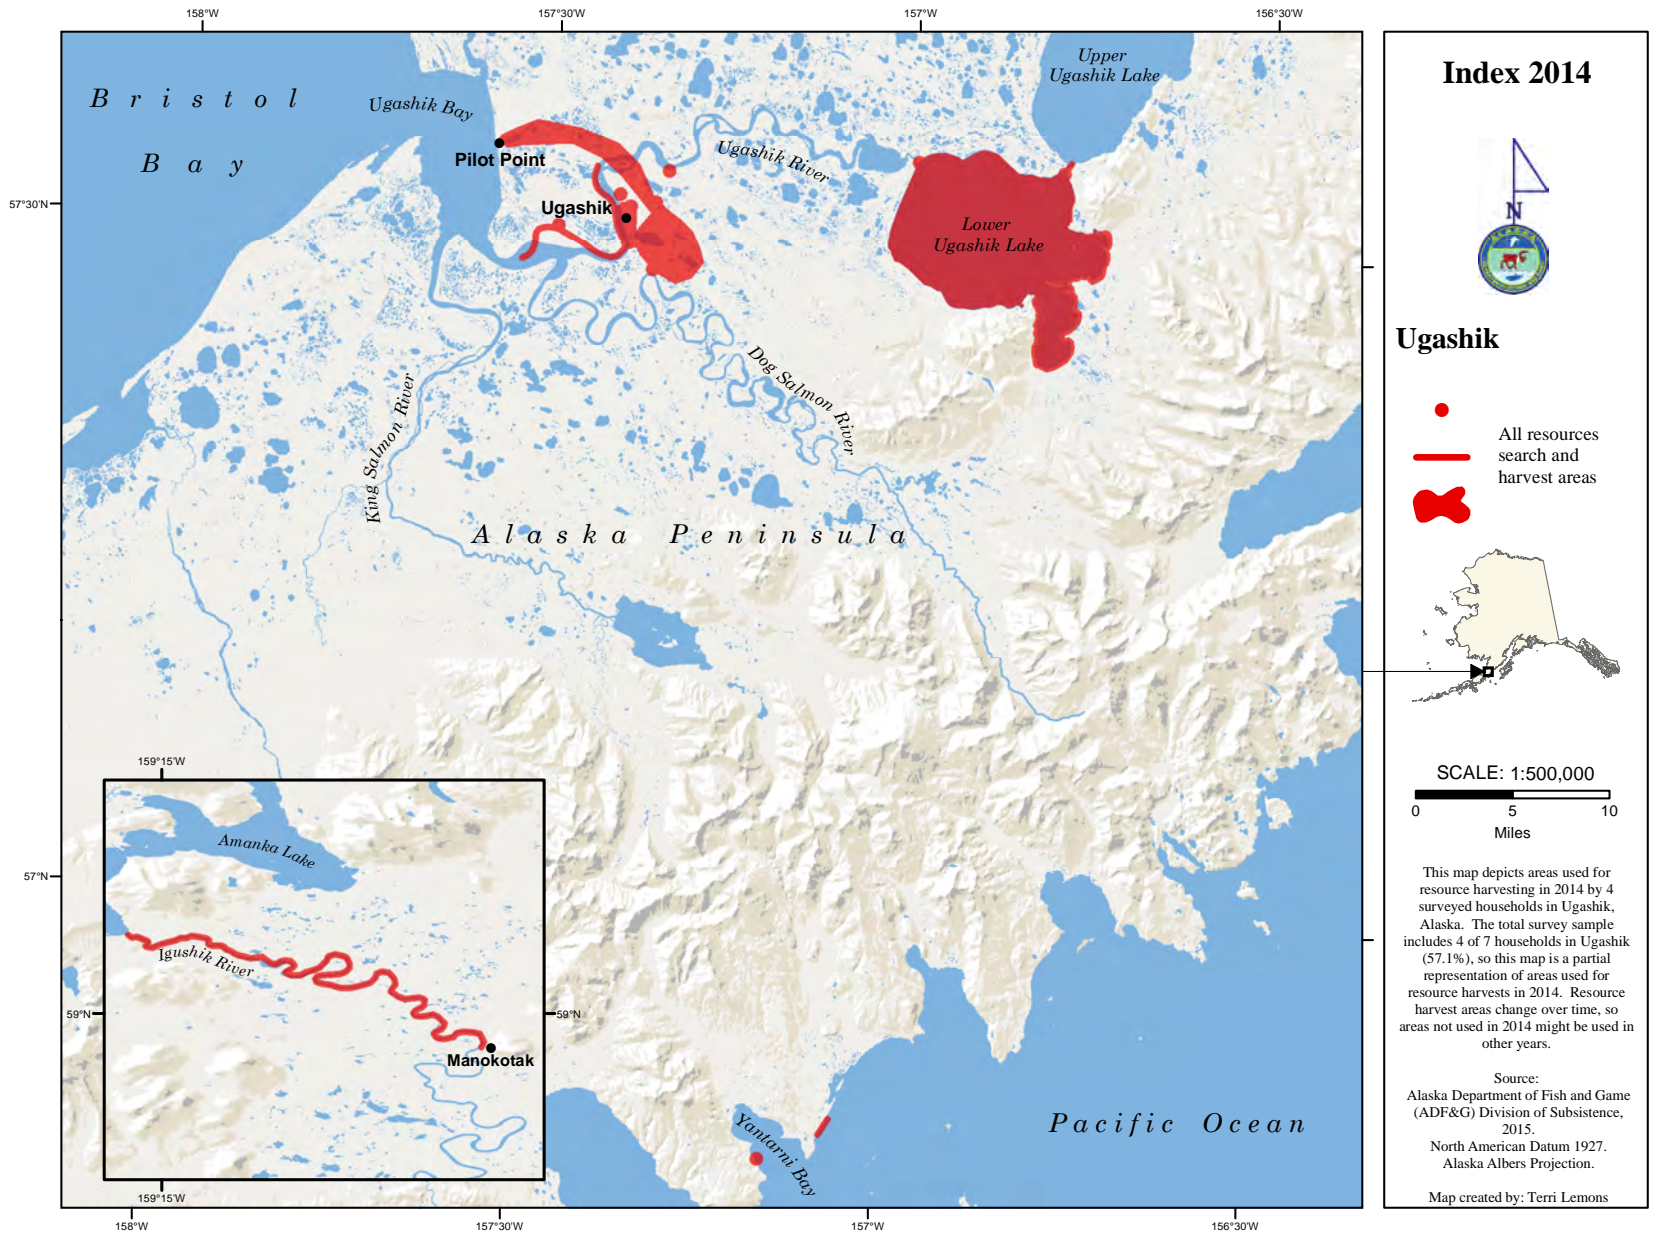 158°W
157°30'W
157°W
156°30'W
Bristol
Bay
Ugashik Bay
Upper
Ugashik Lake
Pilot Point
Ugashik River
57°30'N
Ugashik
Lower
Ugashik Lake
Dog Salmon River
King Salmon River
Alaska Peninsula
159°15'W
Amanka Lake
57°N
Igushik River
59°N
59°N
Manokotak
159°15'W
Yantarni Bay
Pacific Ocean
158°W
157°30'W
157°W
156°30'W
Index 2014
N
Ugashik
All resources
search and
harvest areas
SCALE: 1:500,000
0 5 10
Miles
This map depicts areas used for
resource harvesting in 2014 by 4
surveyed households in Ugashik,
Alaska. The total survey sample
includes 4 of 7 households in Ugashik
(57.1%), so this map is a partial
representation of areas used for
resource harvests in 2014. Resource
harvest areas change over time, so
areas not used in 2014 might be used in
other years.
Source:
Alaska Department of Fish and Game
(ADF&G) Division of Subsistence,
2015.
North American Datum 1927.
Alaska Albers Projection.
Map created by: Terri Lemons